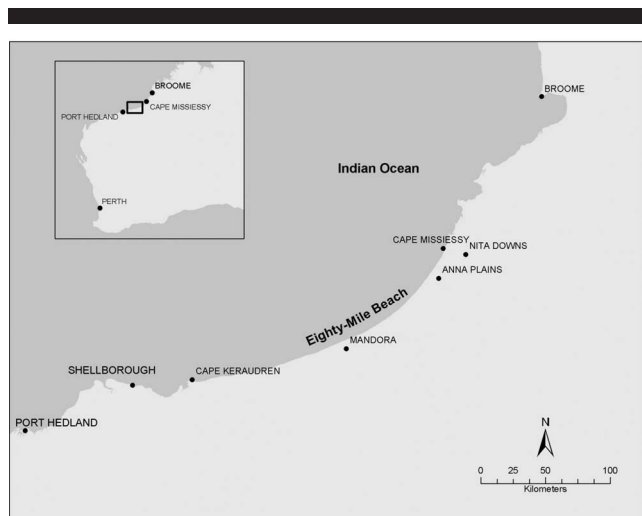 BROOME
CAPE MISSIESSY
PORT HEDLAND
PERTH
BROOME
Indian Ocean
CAPE MISSIESSY
NITA DOWNS
ANNA PLAINS
Eighty-Mile Beach
MANDORA
SHELLBOROUGH
CAPE KERAUDREN
PORT HEDLAND
N
0 25 50 100
Kilometers